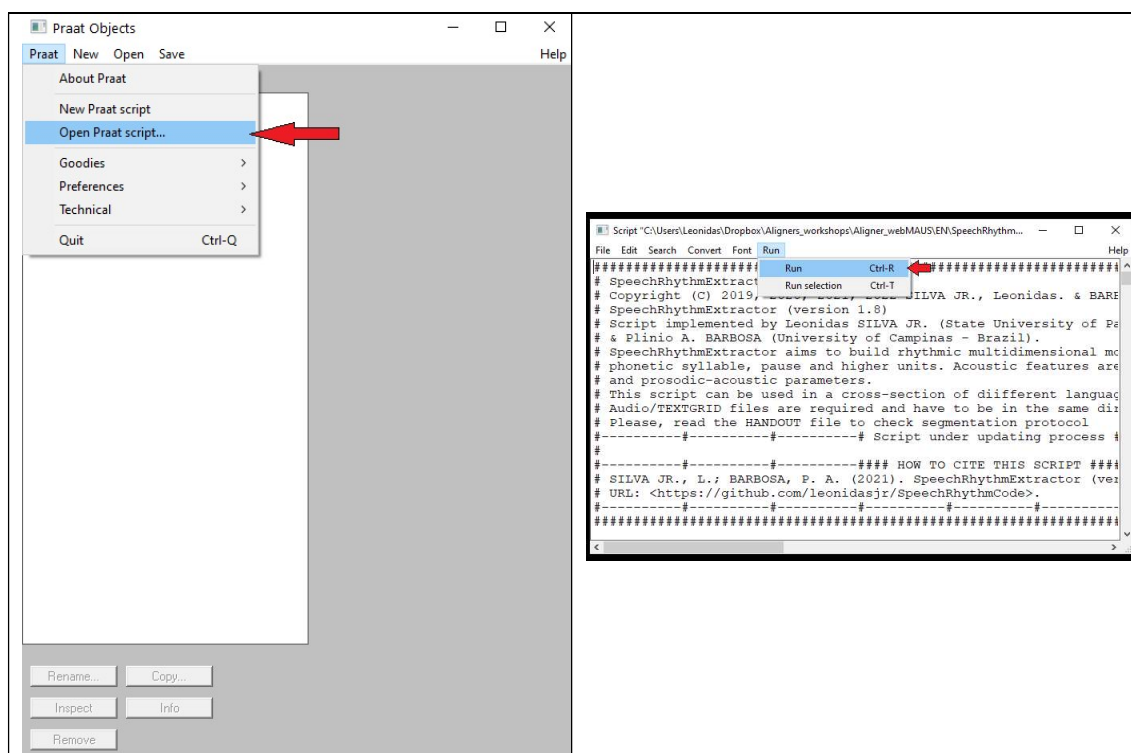 Praat Objects
Praat New Open Save Help
About Praat
New Praat script
Open Praat script...
Goodies >
Preferences >
Technical >
Quit Ctrl-Q
Rename... Copy...
Inspect Info
Remove
Script "C:\Users\Leonidas\Dropbox\Aligners_workshops\Aligner_webMAUS\EN\SpeechRhythm...
File Edit Search Convert Font Run Help
Run Ctrl-R
Run selection Ctrl-T
# SpeechRhythmExtract
# Copyright (C) 2019, SILVA JR., Leonidas. & BARB
# SpeechRhythmExtractor (version 1.8)
# Script implemented by Leonidas SILVA JR. (State University of Pa
# & Plinio A. BARBOSA (University of Campinas - Brazil).
# SpeechRhythmExtractor aims to build rhythmic multidimensional mo
# phonetic syllable, pause and higher units. Acoustic features are
# and prosodic-acoustic parameters.
# This script can be used in a cross-section of diifferent languag
# Audio/TEXTGRID files are required and have to be in the same dir
# Please, read the HANDOUT file to check segmentation protocol
#----------#----------#----------# Script under updating process #
#
#----------#----------#----------#### HOW TO CITE THIS SCRIPT ####
# SILVA JR., L.; BARBOSA, P. A. (2021). SpeechRhythmExtractor (ver
# URL: <https://github.com/leonidasjr/SpeechRhythmCode>.